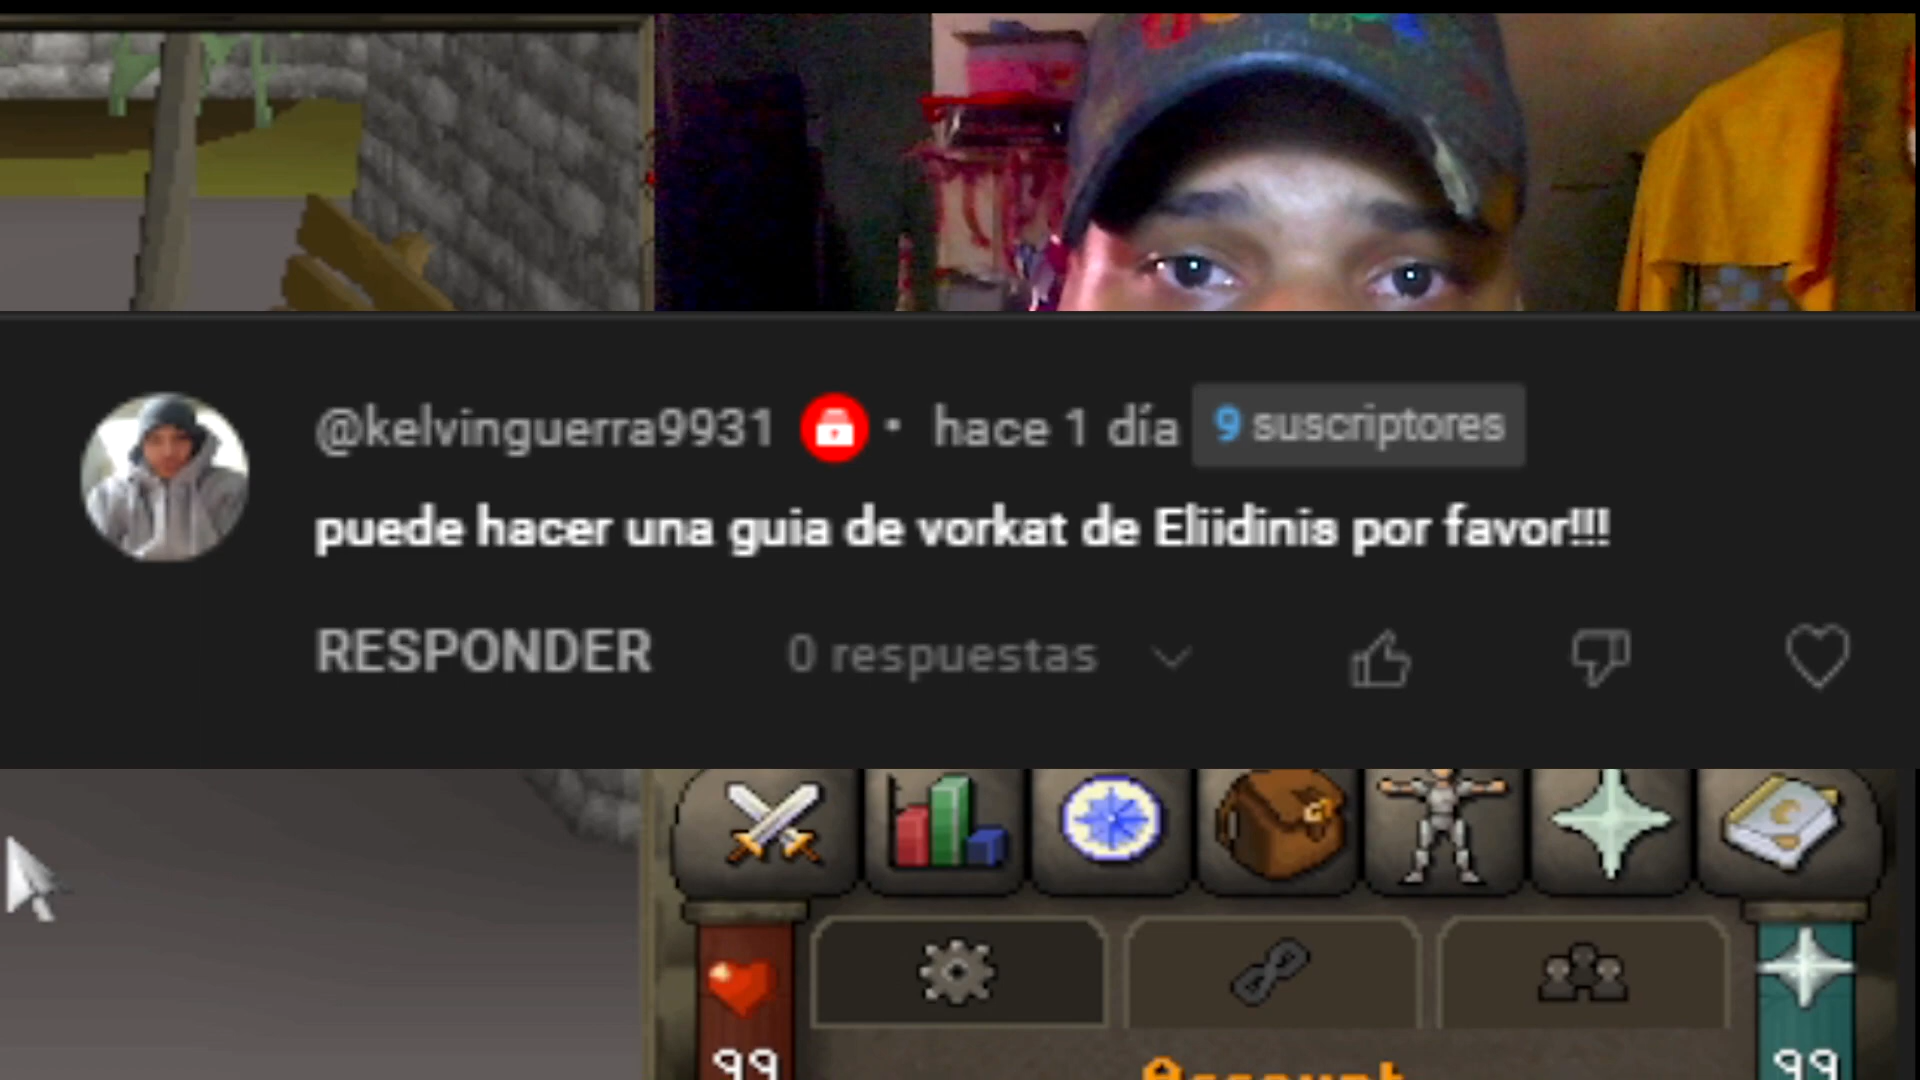 @kelvinguerra9931 • hace 1 día 9 suscriptores
puede hacer una guia de vorkat de Eliidinis por favor!!!
RESPONDER 0 respuestas
99 99
Account